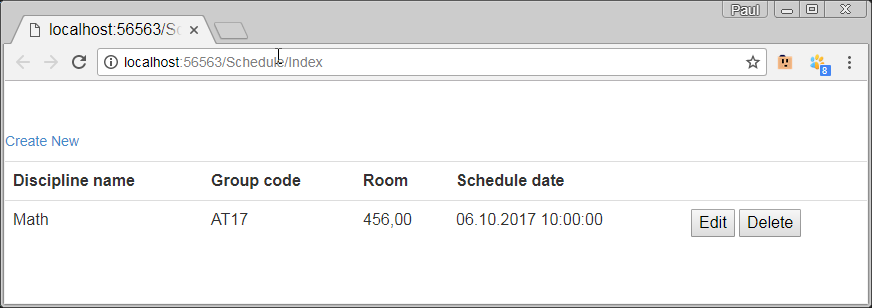 Paul
localhost:56563/Sc
localhost:56563/Schedule/Index
8
Create New
Discipline name Group code Room Schedule date
Math AT17 456,00 06.10.2017 10:00:00 Edit Delete